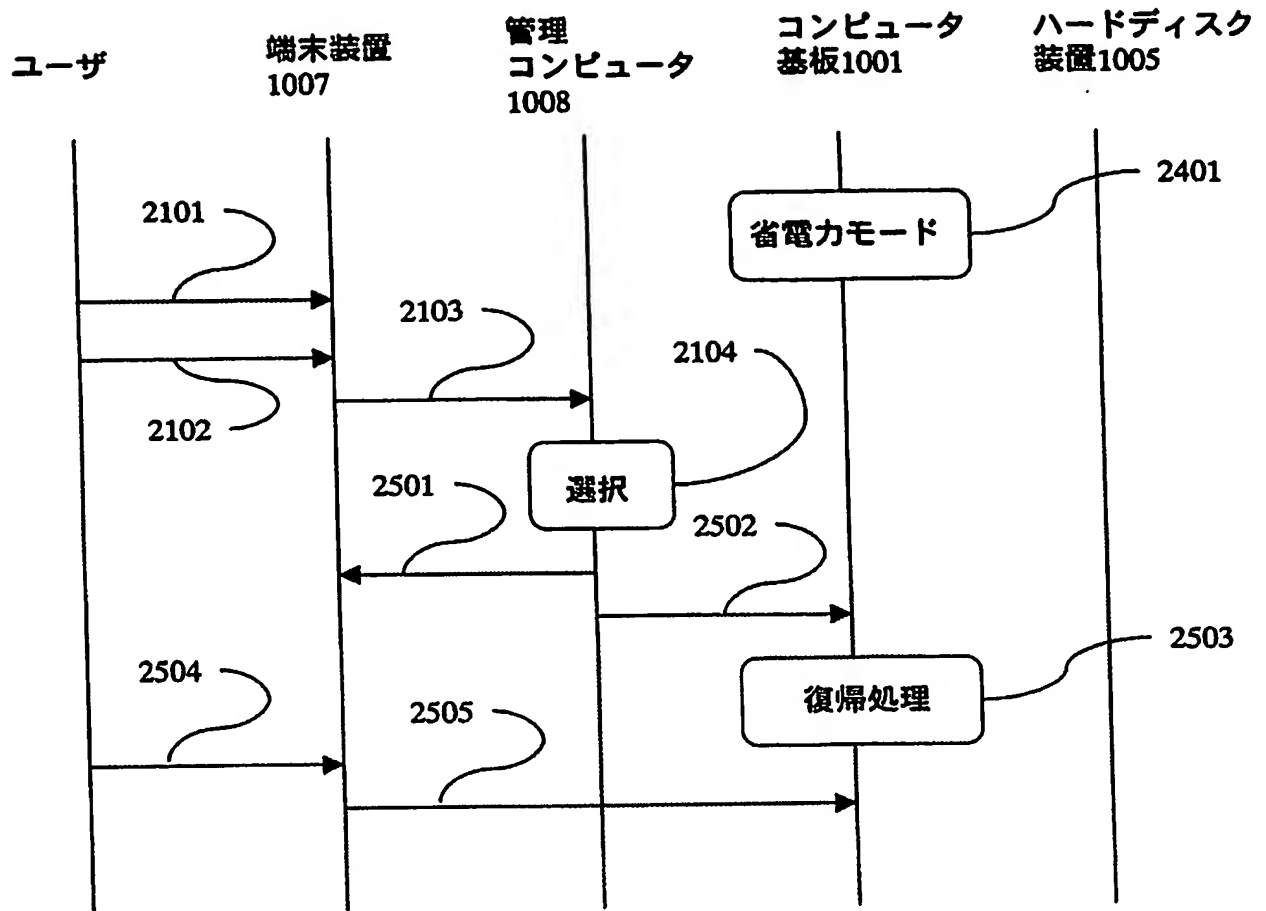 ユーザ
端末装置
1007
管理
コンピュータ
1008
コンピュータ
基板1001
ハードディスク
装置1005
2401
省電力モード
2101
2103
2102
2104
選択
2501
2502
2503
復帰処理
2504
2505